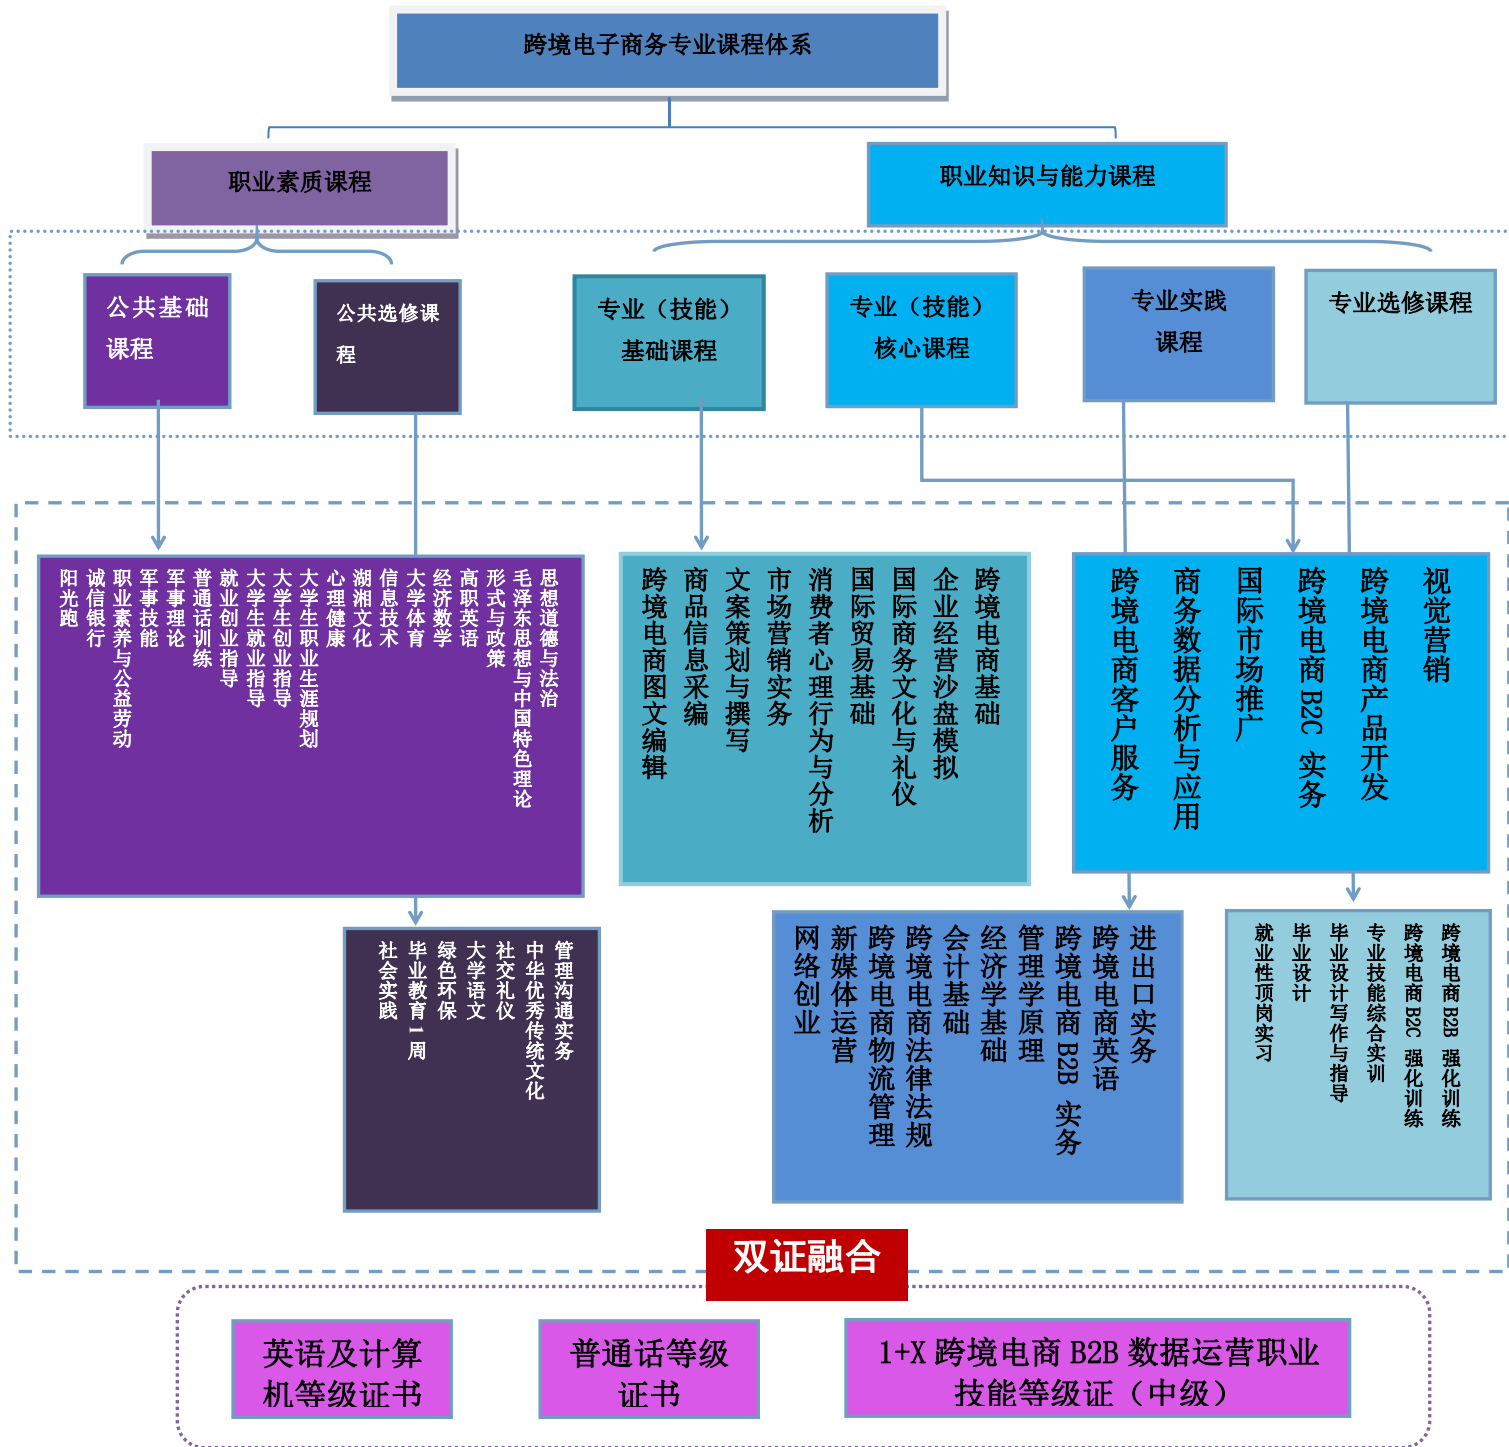 跨境电子商务专业课程体系
职业素质课程
职业知识与能力课程
公共基础
课程
公共选修课
程
专业（技能）
基础课程
专业（技能）
核心课程
专业实践
课程
专业选修课程
思想道德与法治
毛泽东思想与中国特色理论
形式与政策
高职英语
经济数学
大学体育
信息技术
湖湘文化
心理健康
大学生职业生涯规划
大学生创业指导
大学生就业指导
就业创业指导
普通话训练
军事理论
军事技能
职业素养与公益劳动
诚信银行
阳光跑
跨境电商基础
企业经营沙盘模拟
国际商务文化与礼仪
国际贸易基础
消费者心理行为与分析
市场营销实务
文案策划与撰写
商品信息采编
跨境电商图文编辑
视觉营销
跨境电商产品开发
跨境电商 B2C 实务
国际市场推广
商务数据分析与应用
跨境电商客户服务
管理沟通实务
中华优秀传统文化
社交礼仪
大学语文
绿色环保
毕业教育 1 周
社会实践
进出口实务
跨境电商英语
跨境电商 B2B 实务
管理学原理
经济学基础
会计基础
跨境电商法律法规
跨境电商物流管理
新媒体运营
网络创业
跨境电商 B2B 强化训练
跨境电商 B2C 强化训练
专业技能综合实训
毕业设计写作与指导
毕业设计
就业性顶岗实习
双证融合
英语及计算
机等级证书
普通话等级
证书
1+X 跨境电商 B2B 数据运营职业
技能等级证（中级）